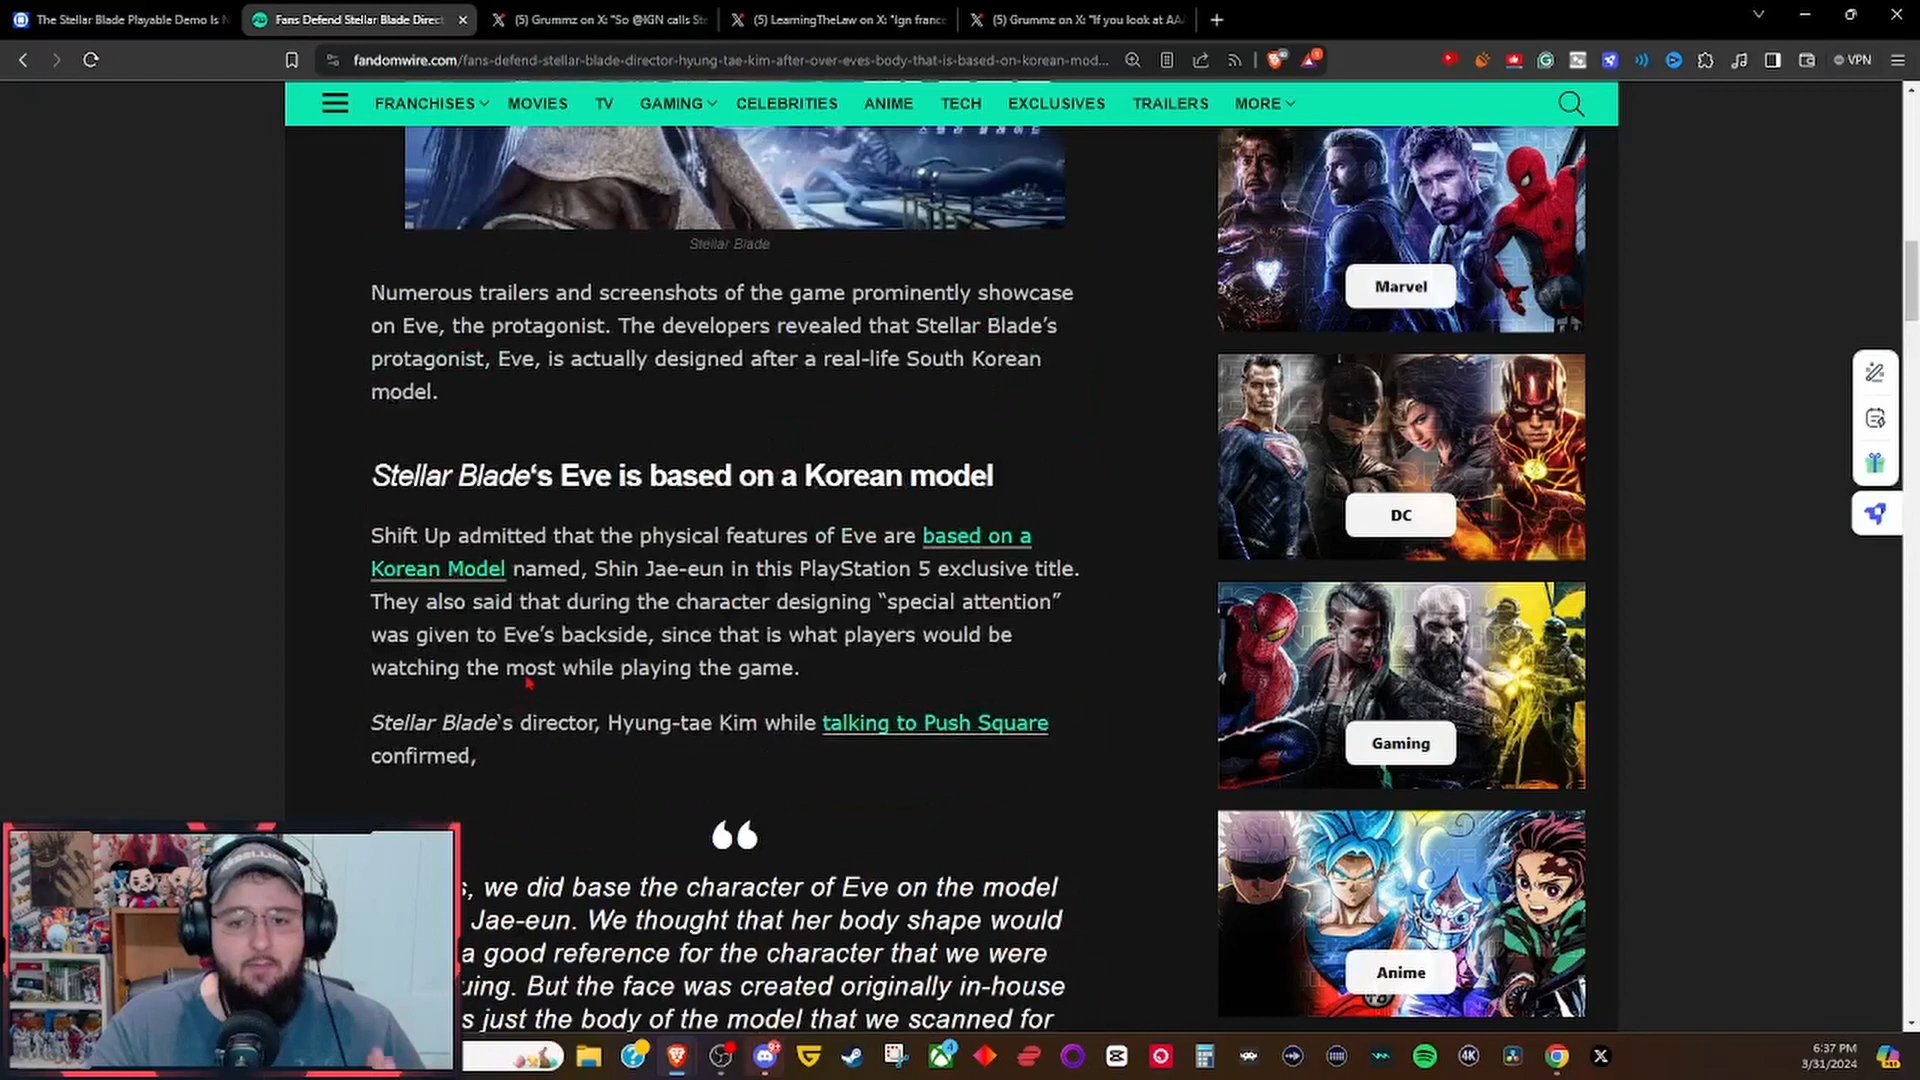 The Stellar Blade Playable Demo Is
Fans Defend Stellar Blade Direct
(5) Grummz on X: "So @IGN calls St
(5) LearningTheLaw on X: "Ign franc
(5) Grummz on X: "If you look at AA
fandomwire.com/fans-defend-stellar-blade-director-hyung-tae-kim-after-over-eves-body-that-is-based-on-korean-mod...
VPN
FRANCHISES MOVIES TV GAMING CELEBRITIES ANIME TECH EXCLUSIVES TRAILERS MORE
스텔라 블레이드
Stellar Blade
Numerous trailers and screenshots of the game prominently showcase
on Eve, the protagonist. The developers revealed that Stellar Blade's
protagonist, Eve, is actually designed after a real-life South Korean
model.
Stellar Blade‘s Eve is based on a Korean model
Shift Up admitted that the physical features of Eve are based on a
Korean Model named, Shin Jae-eun in this PlayStation 5 exclusive title.
They also said that during the character designing “special attention”
was given to Eve’s backside, since that is what players would be
watching the most while playing the game.
Stellar Blade‘s director, Hyung-tae Kim while talking to Push Square
confirmed,
“
s, we did base the character of Eve on the model
Jae-eun. We thought that her body shape would
a good reference for the character that we were
uing. But the face was created originally in-house
s just the body of the model that we scanned for
Marvel
DC
Gaming
Anime
6:37 PM
3/31/2024